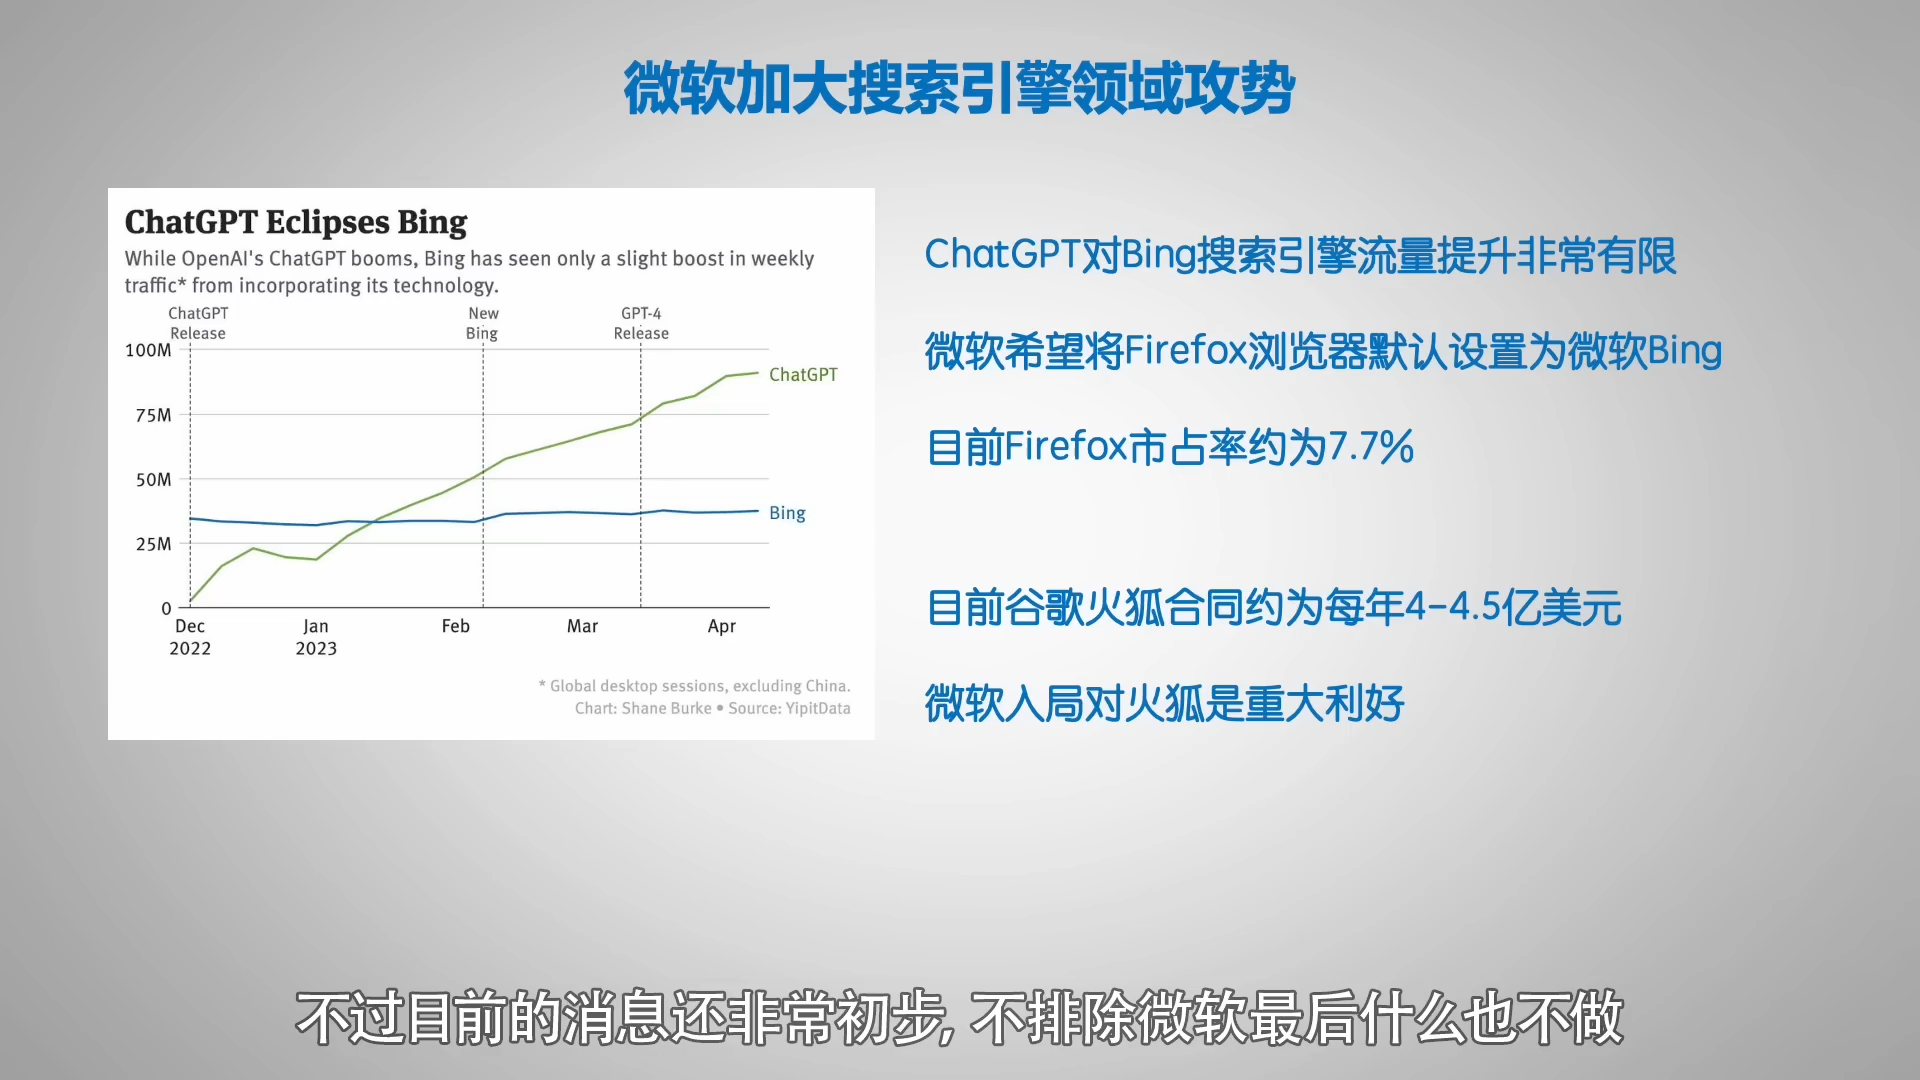 微软加大搜索引擎领域攻势
ChatGPT Eclipses Bing
While OpenAI's ChatGPT booms, Bing has seen only a slight boost in weekly
traffic* from incorporating its technology.
ChatGPT
Release
New
Bing
GPT-4
Release
100M
75M
50M
25M
0
ChatGPT
Bing
Dec
2022
Jan
2023
Feb
Mar
Apr
* Global desktop sessions, excluding China.
Chart: Shane Burke • Source: YipitData
ChatGPT对Bing搜索引擎流量提升非常有限
微软希望将Firefox浏览器默认设置为微软Bing
目前Firefox市占率约为7.7%
目前谷歌火狐合同约为每年4-4.5亿美元
微软入局对火狐是重大利好
不过目前的消息还非常初步, 不排除微软最后什么也不做